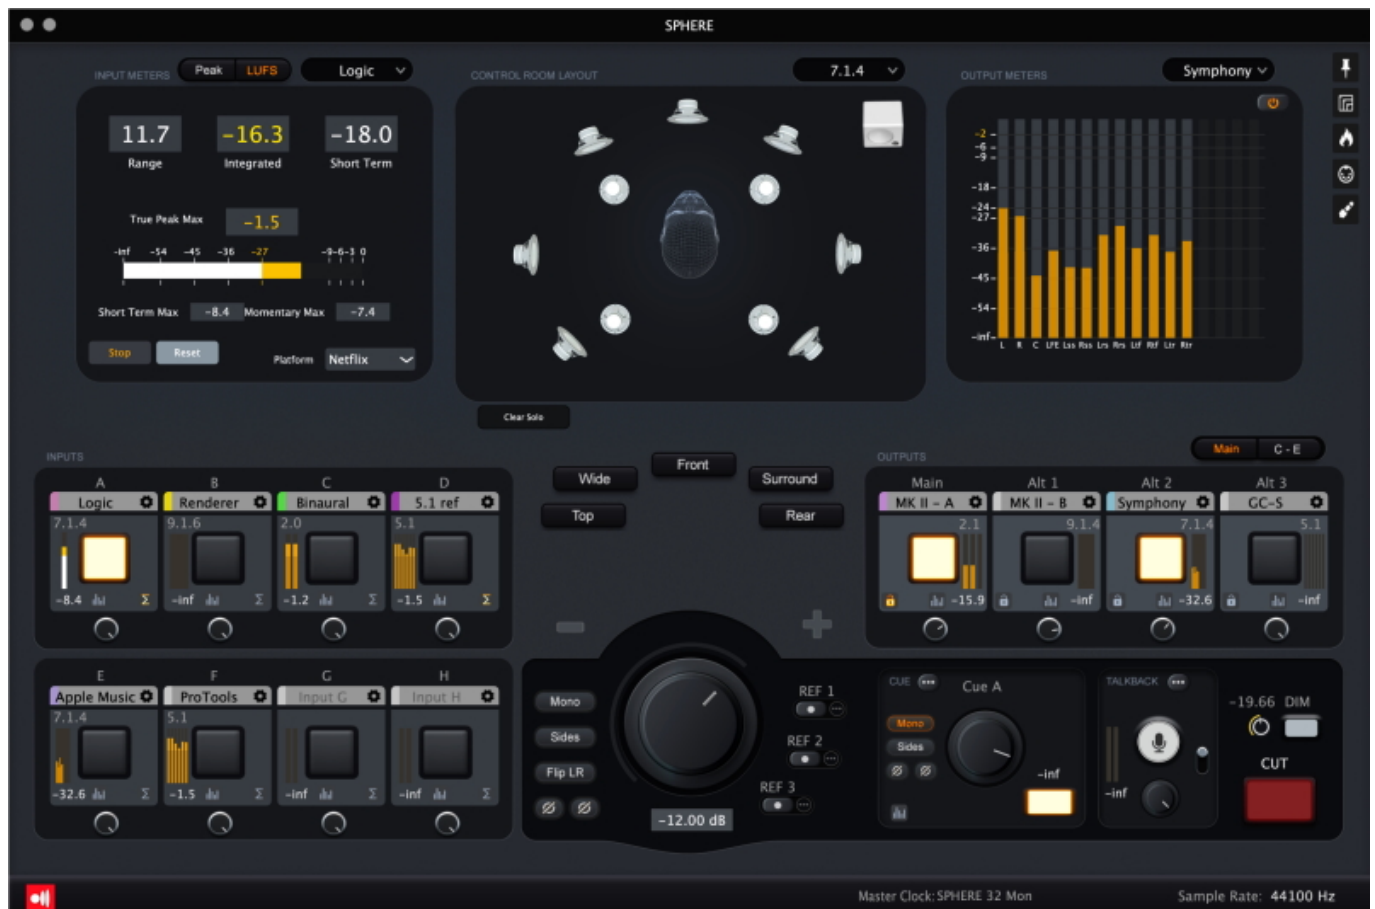 SPHERE
INPUT METERS Peak LUFS Logic
CONTROL ROOM LAYOUT 7.1.4
OUTPUT METERS Symphony
11.7 -16.3 -18.0
Range Integrated Short Term
True Peak Max -1.5
-inf -54 -45 -36 -27 -9 -6 -3 0
Short Term Max -8.4 Momentary Max -7.4
Stop Reset Platform Netflix
Clear Solo
-2
-6
-9
-18
-24
-27
-36
-45
-54
-inf
L R C LFE Lss Rss Lrs Rrs Ltf Rtf Ltr Rtr
INPUTS
A B C D
Logic Renderer Binaural 5.1 ref
7.1.4 9.1.6 2.0 5.1
-8.4 Σ -inf Σ -1.2 Σ -1.5 Σ
E F G H
Apple Music ProTools Input G Input H
7.1.4 5.1
-32.6 Σ -1.5 Σ -inf Σ -inf Σ
Front
Wide Surround
Top Rear
OUTPUTS Main C - E
Main Alt 1 Alt 2 Alt 3
MK II - A MK II - B Symphony GC-S
2.1 9.1.4 7.1.4 5.1
-15.9 -inf -32.6 -inf
Mono
Sides
Flip LR
Ø Ø
-12.00 dB
REF 1
REF 2
REF 3
CUE Cue A
Mono
Sides
Ø Ø
-inf
TALKBACK
-inf
-19.66 DIM
CUT
Master Clock: SPHERE 32 Mon Sample Rate: 44100 Hz